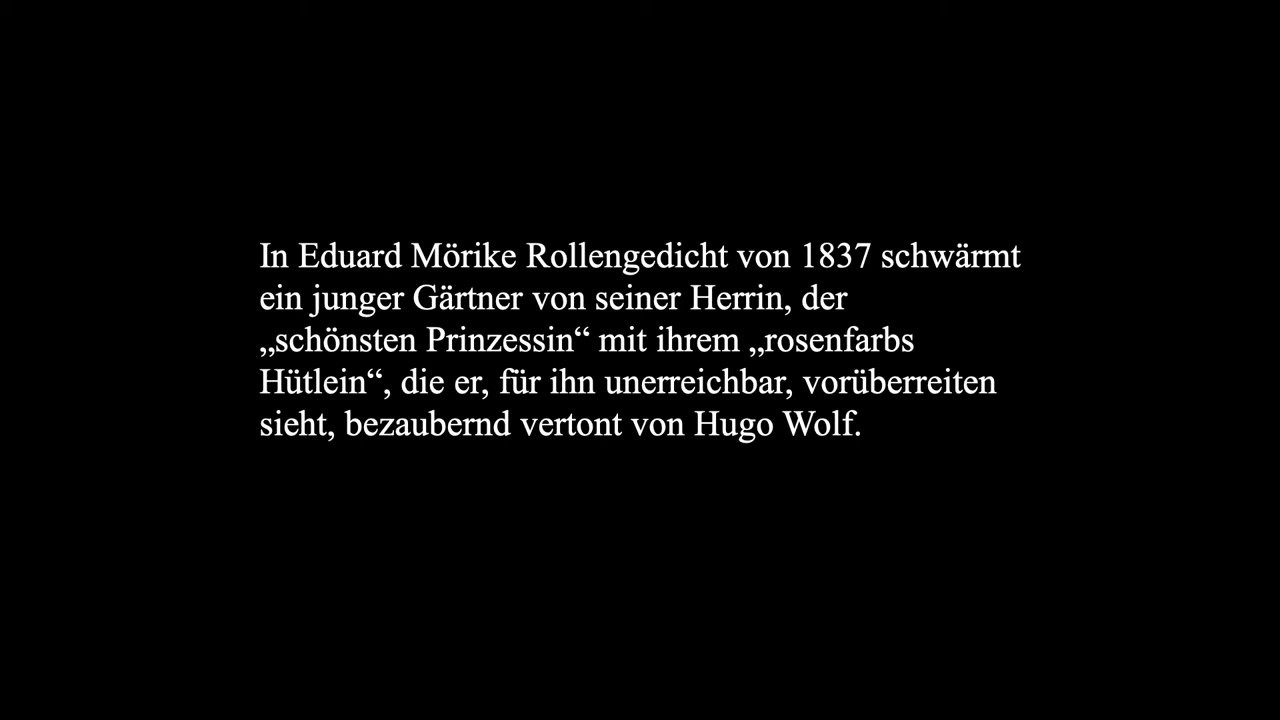 In Eduard Mörike Rollengedicht von 1837 schwärmt
ein junger Gärtner von seiner Herrin, der
„schönsten Prinzessin“ mit ihrem „rosenfarbs
Hütlein“, die er, für ihn unerreichbar, vorüberreiten
sieht, bezaubernd vertont von Hugo Wolf.